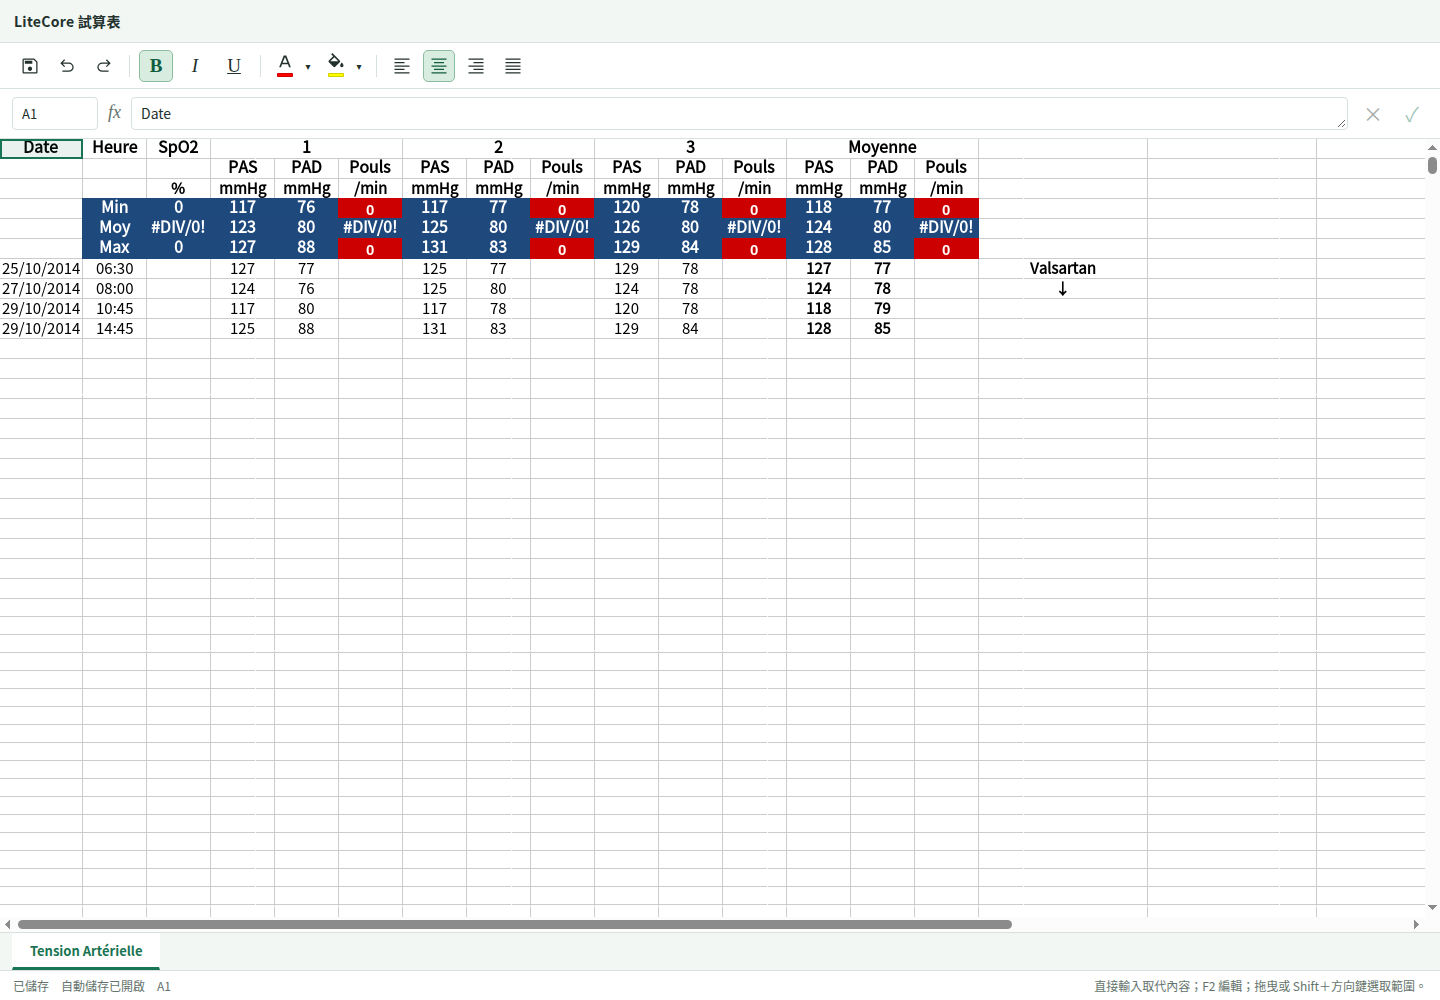 LiteCore 試算表
B I U A
A1 fx Date
Date Heure SpO2 1 2 3 Moyenne
PAS PAD Pouls PAS PAD Pouls PAS PAD Pouls PAS PAD Pouls
% mmHg mmHg /min mmHg mmHg /min mmHg mmHg /min mmHg mmHg /min
Min 0 117 76 0 117 77 0 120 78 0 118 77 0
Moy #DIV/0! 123 80 #DIV/0! 125 80 #DIV/0! 126 80 #DIV/0! 124 80 #DIV/0!
Max 0 127 88 0 131 83 0 129 84 0 128 85 0
25/10/2014 06:30 127 77 125 77 129 78 127 77 Valsartan
27/10/2014 08:00 124 76 125 80 124 78 124 78 ↓
29/10/2014 10:45 117 80 117 78 120 78 118 79
29/10/2014 14:45 125 88 131 83 129 84 128 85
Tension Artérielle
已儲存 自動儲存已開啟 A1 直接輸入取代內容；F2 編輯；拖曳或 Shift＋方向鍵選取範圍。